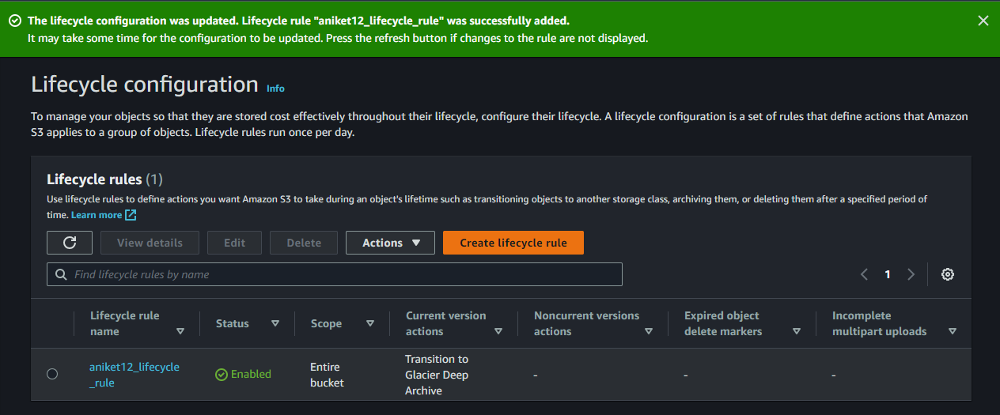 The lifecycle configuration was updated. Lifecycle rule "aniket12_lifecycle_rule" was successfully added.
It may take some time for the configuration to be updated. Press the refresh button if changes to the rule are not displayed.
Lifecycle configuration Info
To manage your objects so that they are stored cost effectively throughout their lifecycle, configure their lifecycle. A lifecycle configuration is a set of rules that define actions that Amazon
S3 applies to a group of objects. Lifecycle rules run once per day.
Lifecycle rules (1)
Use lifecycle rules to define actions you want Amazon S3 to take during an object's lifetime such as transitioning objects to another storage class, archiving them, or deleting them after a specified period of
time. Learn more
View details Edit Delete Actions Create lifecycle rule
Find lifecycle rules by name 1
Lifecycle rule name Status Scope Current version actions Noncurrent versions actions Expired object delete markers Incomplete multipart uploads
aniket12_lifecycle_rule Enabled Entire bucket Transition to Glacier Deep Archive - - -